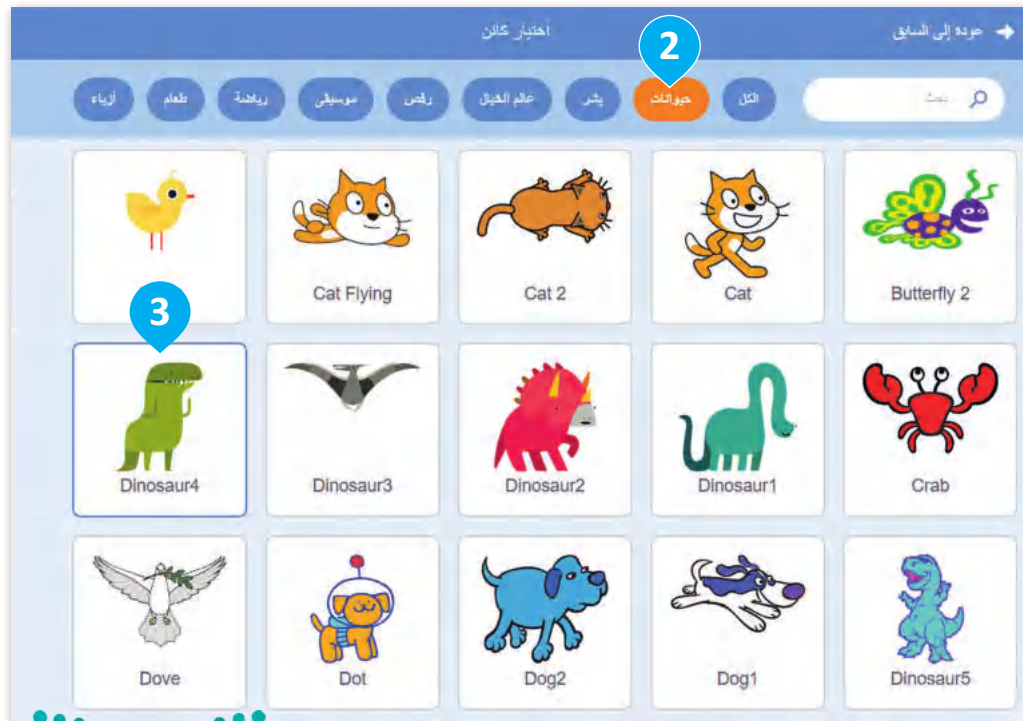 عودة إلى السابق
اختيار كائن
2
بحث
الكل
حيوانات
بشر
عالم الخيال
رقص
موسيقى
رياضة
طعام
أزياء
Butterfly 2
Cat
Cat 2
Cat Flying
3
Crab
Dinosaur1
Dinosaur2
Dinosaur3
Dinosaur4
Dinosaur5
Dog1
Dog2
Dot
Dove